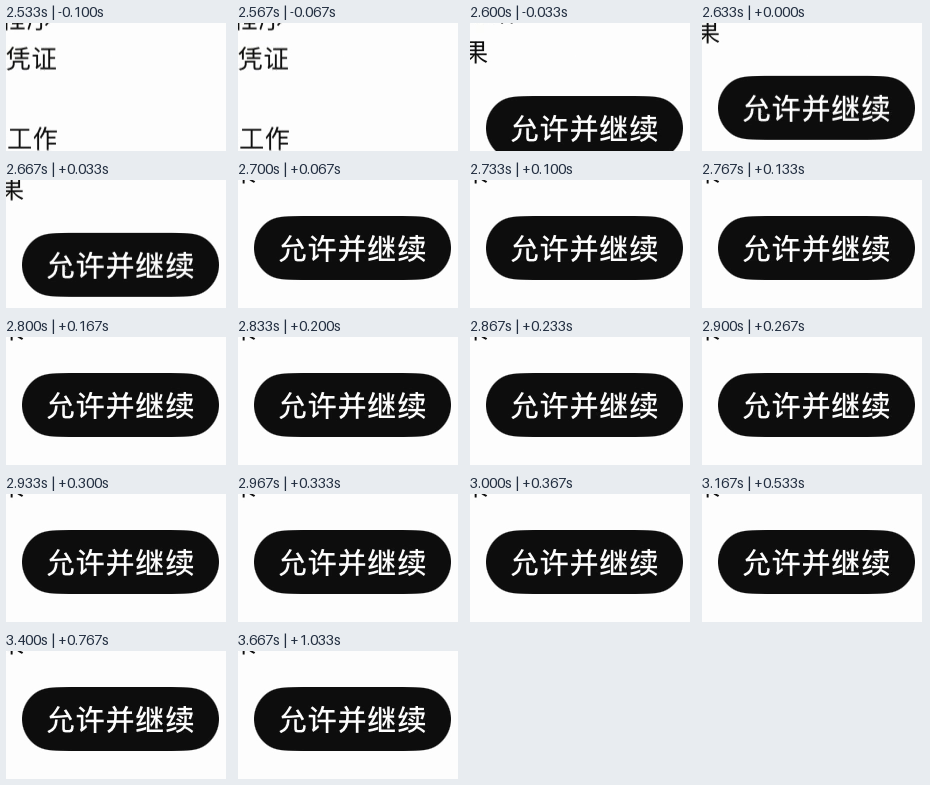 2.533s | -0.100s
凭证
工作
2.567s | -0.067s
凭证
工作
2.600s | -0.033s
果
允许并继续
2.633s | +0.000s
果
允许并继续
2.667s | +0.033s
果
允许并继续
2.700s | +0.067s
允许并继续
2.733s | +0.100s
允许并继续
2.767s | +0.133s
允许并继续
2.800s | +0.167s
允许并继续
2.833s | +0.200s
允许并继续
2.867s | +0.233s
允许并继续
2.900s | +0.267s
允许并继续
2.933s | +0.300s
允许并继续
2.967s | +0.333s
允许并继续
3.000s | +0.367s
允许并继续
3.167s | +0.533s
允许并继续
3.400s | +0.767s
允许并继续
3.667s | +1.033s
允许并继续